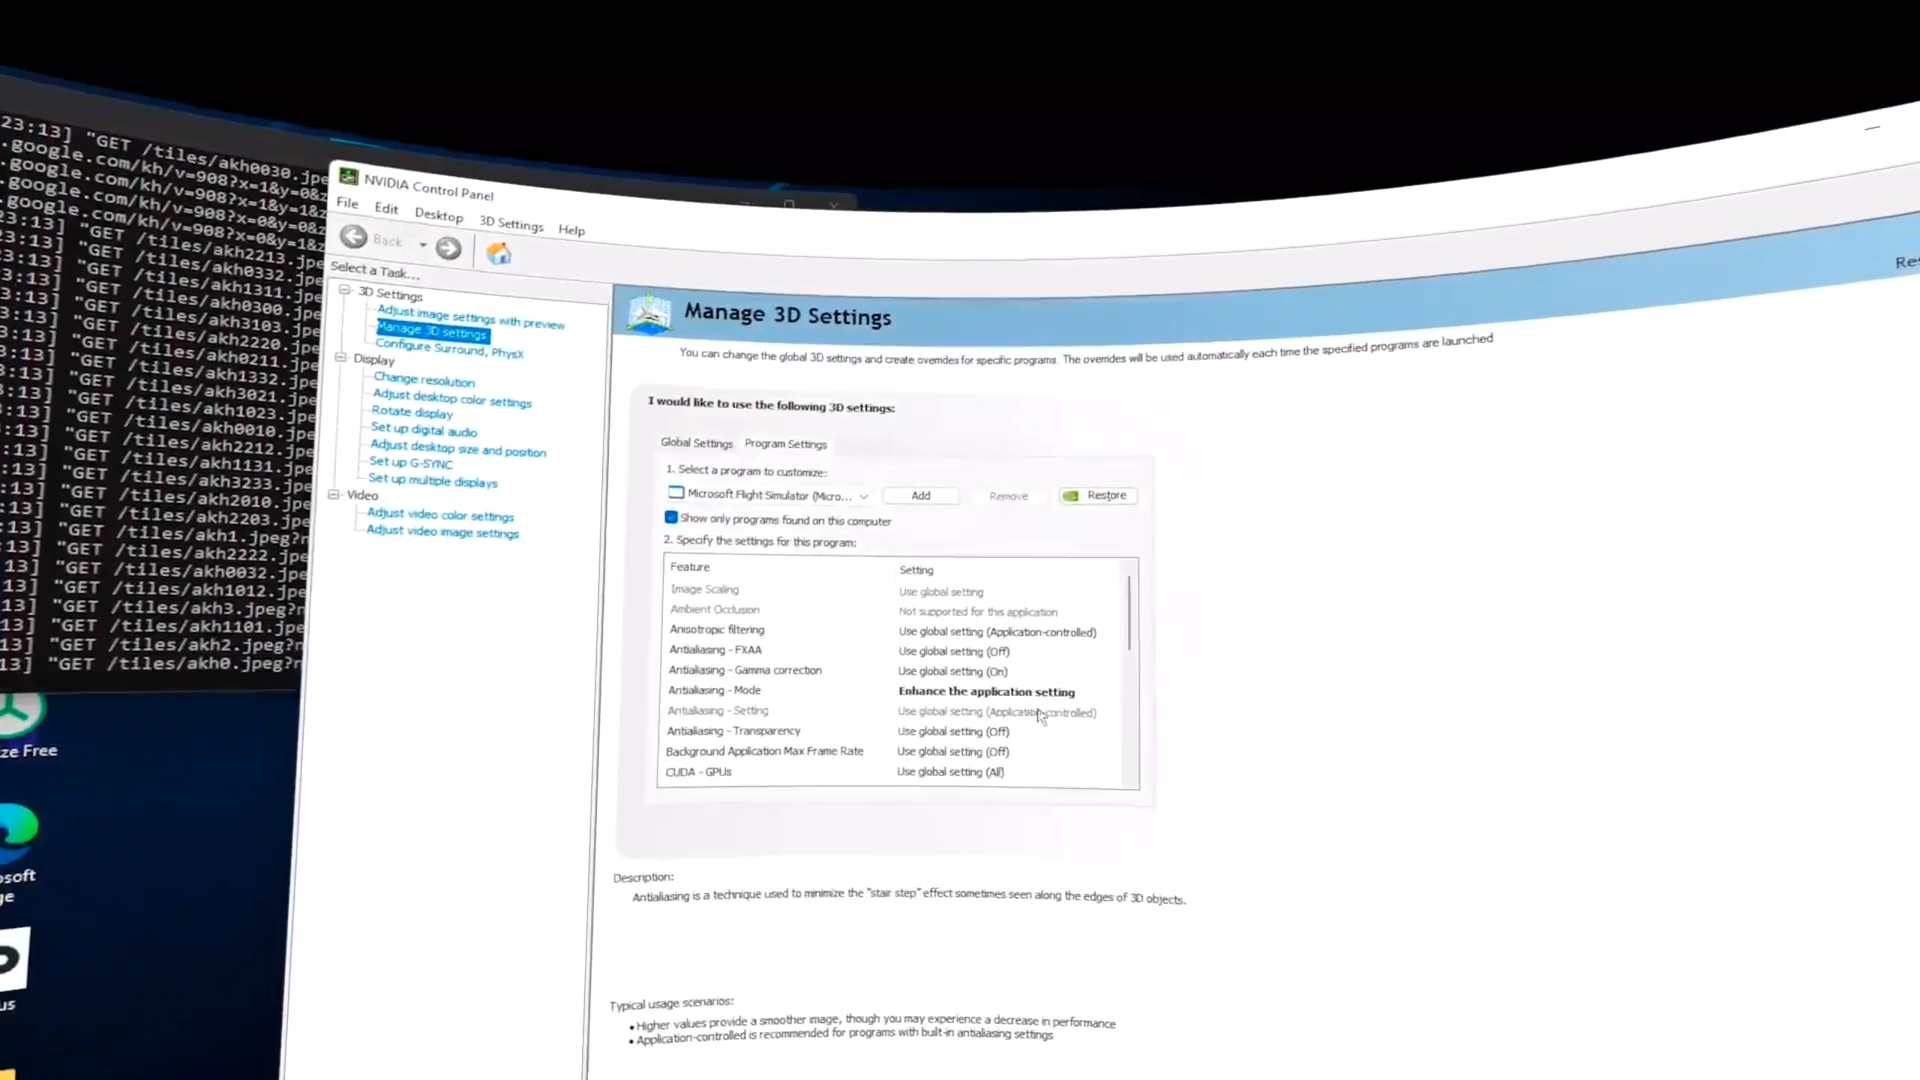 23:13] "GET /tiles/akh0030.jpe
.google.com/kh/v=908?x=1&y=0&z
.google.com/kh/v=908?x=1&y=1&z
.google.com/kh/v=908?x=0&y=0&z
.google.com/kh/v=908?x=0&y=1&z
23:13] "GET /tiles/akh2213.jpe
3:13] "GET /tiles/akh0332.jpe
3:13] "GET /tiles/akh1311.jpe
3:13] "GET /tiles/akh0300.jpe
3:13] "GET /tiles/akh3103.jpe
3:13] "GET /tiles/akh2220.jpe
3:13] "GET /tiles/akh0211.jpe
3:13] "GET /tiles/akh1332.jpe
3:13] "GET /tiles/akh3021.jpe
:13] "GET /tiles/akh1023.jpe
:13] "GET /tiles/akh0010.jpe
:13] "GET /tiles/akh2212.jpe
:13] "GET /tiles/akh1131.jpe
:13] "GET /tiles/akh3233.jpe
:13] "GET /tiles/akh2010.jpe
:13] "GET /tiles/akh2203.jpe
:13] "GET /tiles/akh1.jpeg?n
:13] "GET /tiles/akh2222.jpe
13] "GET /tiles/akh0032.jpe
13] "GET /tiles/akh1012.jpe
13] "GET /tiles/akh3.jpeg?n
13] "GET /tiles/akh1101.jpe
13] "GET /tiles/akh2.jpeg?n
13] "GET /tiles/akh0.jpeg?n
ze Free
osoft
ge
us
NVIDIA Control Panel
File Edit Desktop 3D Settings Help
Back
Select a Task...
3D Settings
Adjust image settings with preview
Manage 3D settings
Configure Surround, PhysX
Display
Change resolution
Adjust desktop color settings
Rotate display
Set up digital audio
Adjust desktop size and position
Set up G-SYNC
Set up multiple displays
Video
Adjust video color settings
Adjust video image settings
Manage 3D Settings
Res
You can change the global 3D settings and create overrides for specific programs. The overrides will be used automatically each time the specified programs are launched
I would like to use the following 3D settings:
Global Settings Program Settings
1. Select a program to customize:
Microsoft Flight Simulator (Micro... Add Remove Restore
Show only programs found on this computer
2. Specify the settings for this program:
Feature Setting
Image Scaling Use global setting
Ambient Occlusion Not supported for this application
Anisotropic filtering Use global setting (Application-controlled)
Antialiasing - FXAA Use global setting (Off)
Antialiasing - Gamma correction Use global setting (On)
Antialiasing - Mode Enhance the application setting
Antialiasing - Setting Use global setting (Application-controlled)
Antialiasing - Transparency Use global setting (Off)
Background Application Max Frame Rate Use global setting (Off)
CUDA - GPUs Use global setting (All)
Description:
Antialiasing is a technique used to minimize the "stair step" effect sometimes seen along the edges of 3D objects.
Typical usage scenarios:
• Higher values provide a smoother image, though you may experience a decrease in performance
• Application-controlled is recommended for programs with built-in antialiasing settings